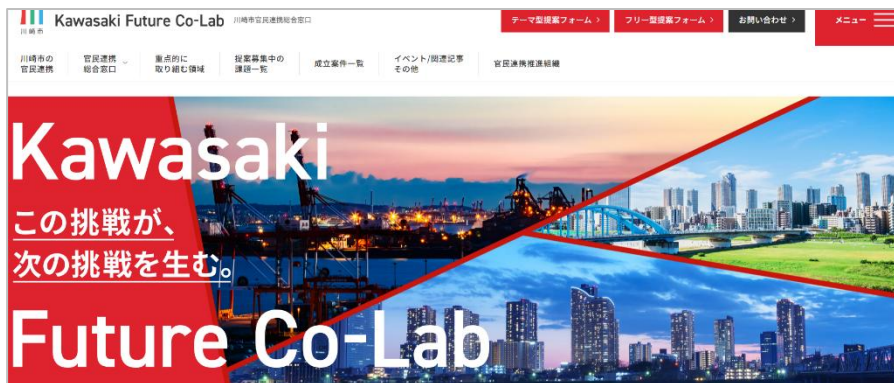 川崎市
Kawasaki Future Co-Lab
川崎市官民連携総合窓口
テーマ型提案フォーム
フリー型提案フォーム
お問い合わせ
メニュー
川崎市の
官民連携
官民連携
総合窓口
重点的に
取り組む領域
提案募集中の
課題一覧
成立案件一覧
イベント/関連記事
その他
官民連携推進組織
Kawasaki
この挑戦が、
次の挑戦を生む。
Future Co-Lab